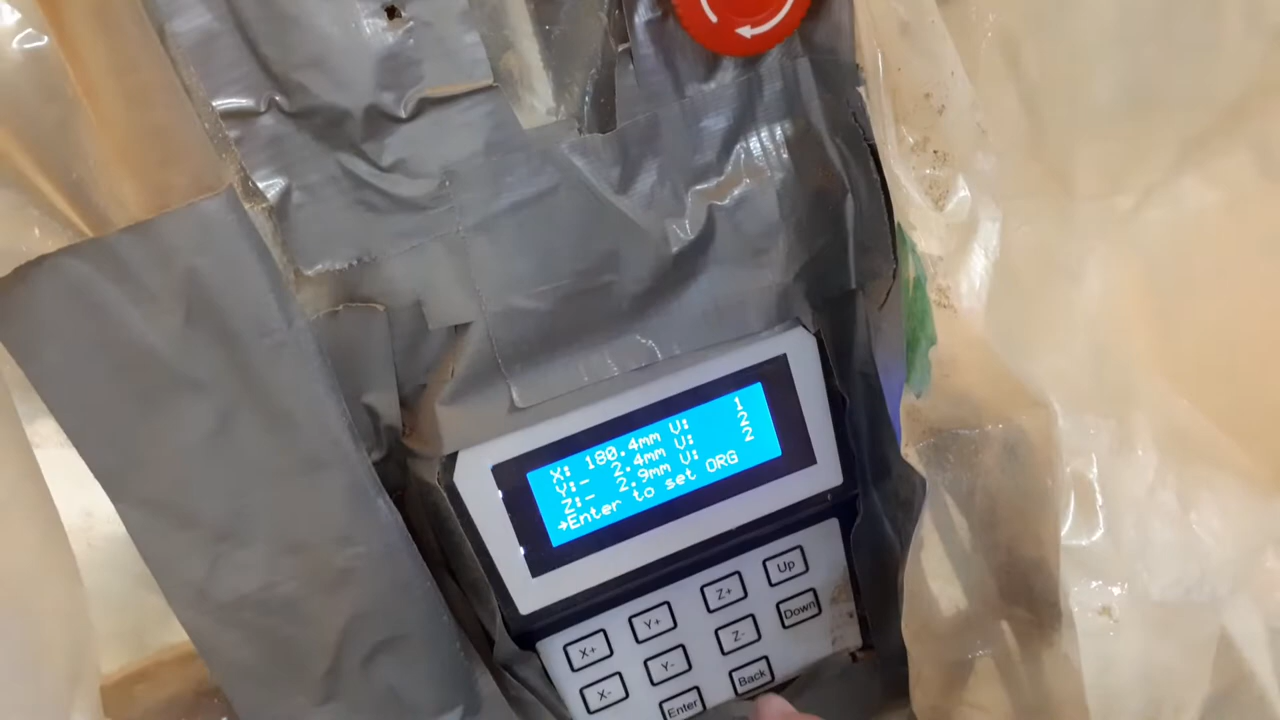 X: 180.4mm V: 1
Y:- 2.4mm V: 2
Z:- 2.9mm V: 2
→Enter to set ORG
X+ Y+ Z+ Up
X- Y- Z- Down
Enter Back